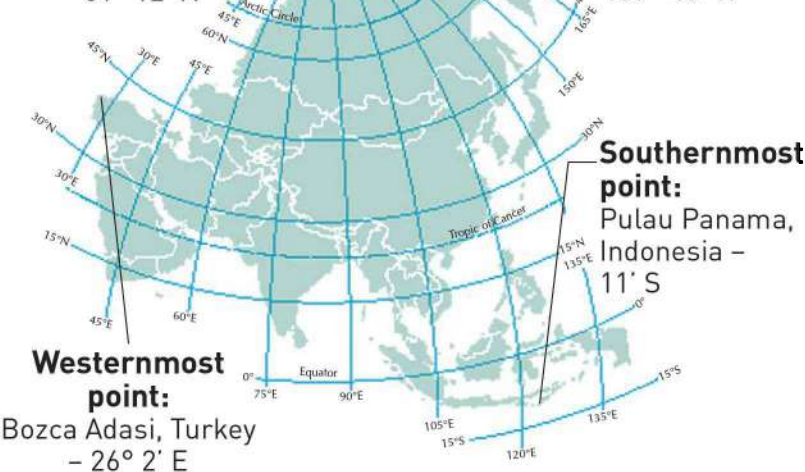 Arctic Circle
45°E
60°N
165°E
45°N
30°E
45°E
150°E
30°N
30°N
Southernmost
point:
Pulau Panama,
Indonesia –
11' S
30°E
Tropic of Cancer
15°N
15°N
135°E
45°E
60°E
0°
Westernmost
point:
Bozca Adasi, Turkey
– 26° 2' E
0°
Equator
75°E
90°E
15°S
105°E
135°E
15°S
120°E